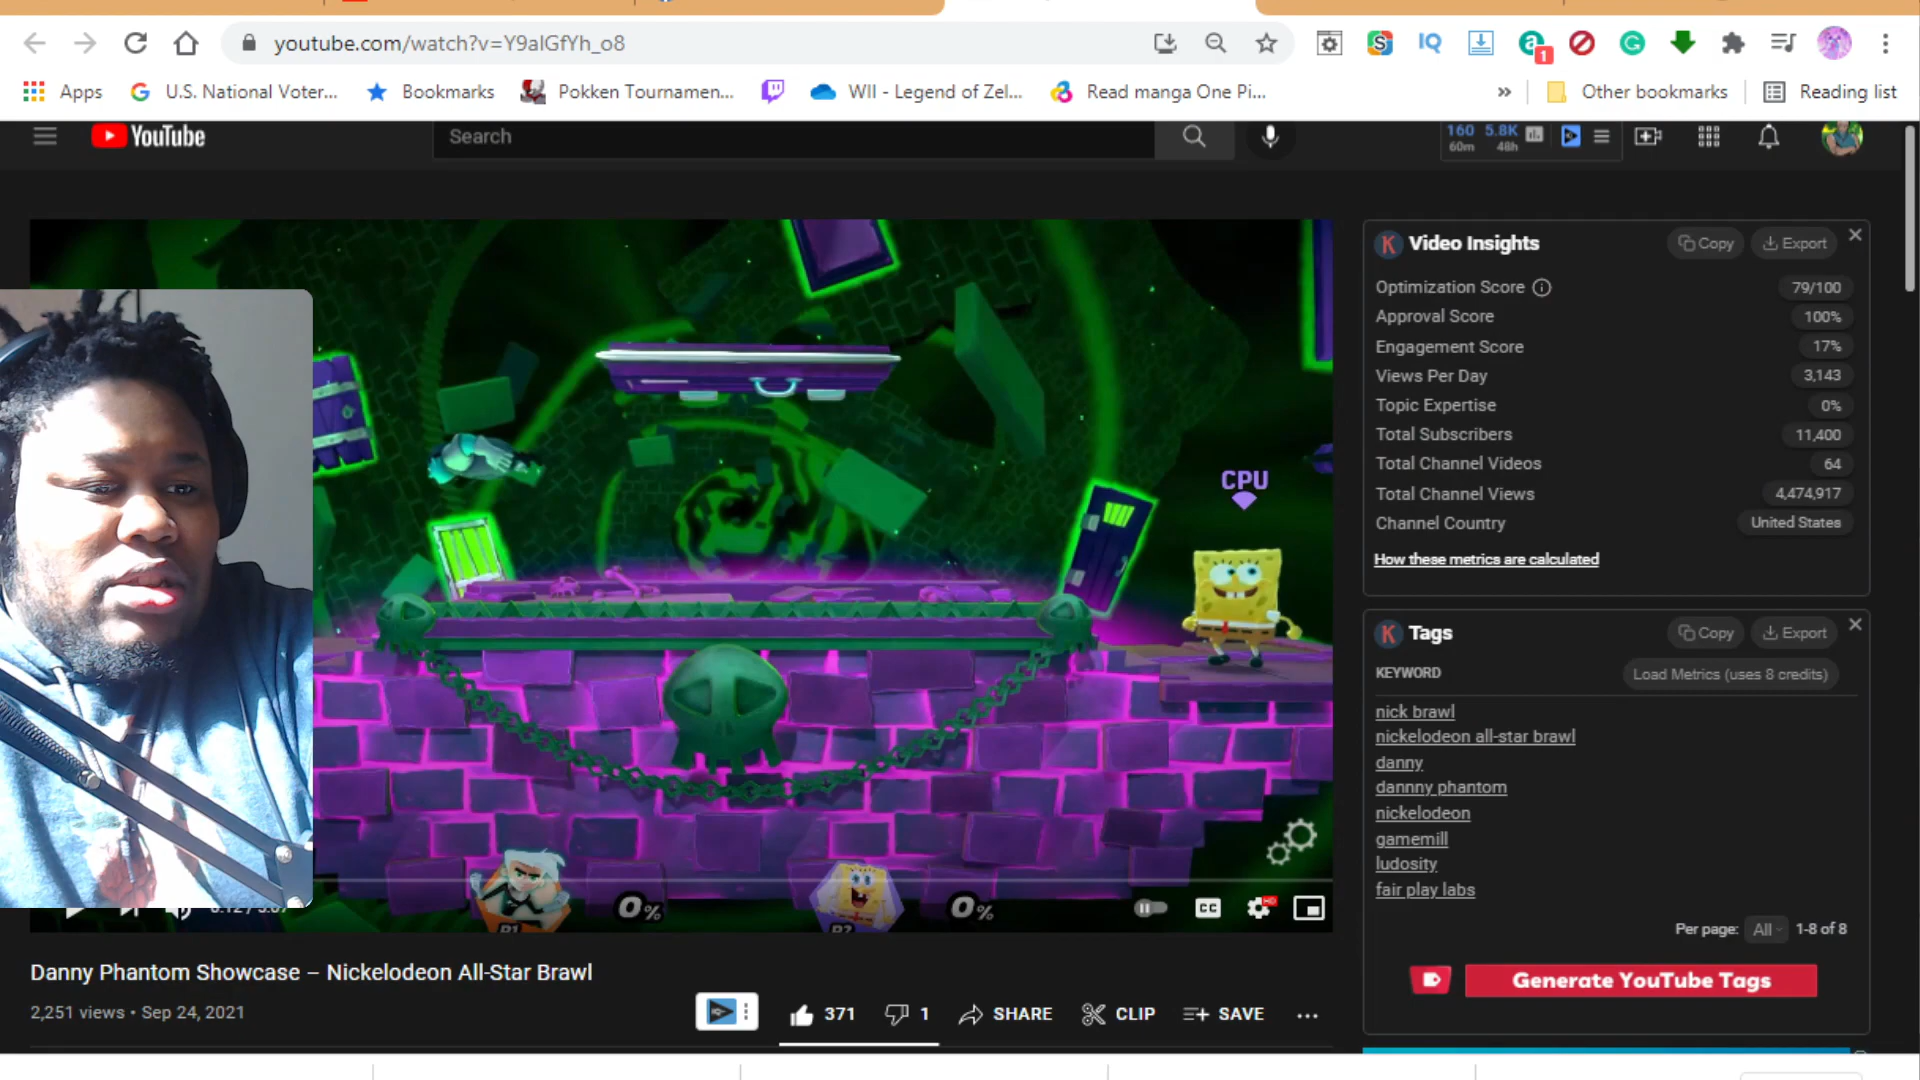 youtube.com/watch?v=Y9alGfYh_o8
1
Apps
U.S. National Voter...
Bookmarks
Pokken Tournamen...
WII - Legend of Zel...
Read manga One Pi...
»
Other bookmarks
Reading list
YouTube
Search
160 5.8K
60m 48h
Video Insights
Copy
Export
Optimization Score 79/100
Approval Score 100%
Engagement Score 17%
Views Per Day 3,143
Topic Expertise 0%
Total Subscribers 11,400
Total Channel Videos 64
Total Channel Views 4,474,917
Channel Country United States
How these metrics are calculated
CPU
Tags
Copy
Export
KEYWORD
Load Metrics (uses 8 credits)
nick brawl
nickelodeon all-star brawl
danny
dannny phantom
nickelodeon
gamemill
ludosity
fair play labs
Per page: All 1-8 of 8
Generate YouTube Tags
0%
0%
P1
P2
CC
HD
Danny Phantom Showcase – Nickelodeon All-Star Brawl
2,251 views • Sep 24, 2021
371
1
SHARE
CLIP
SAVE